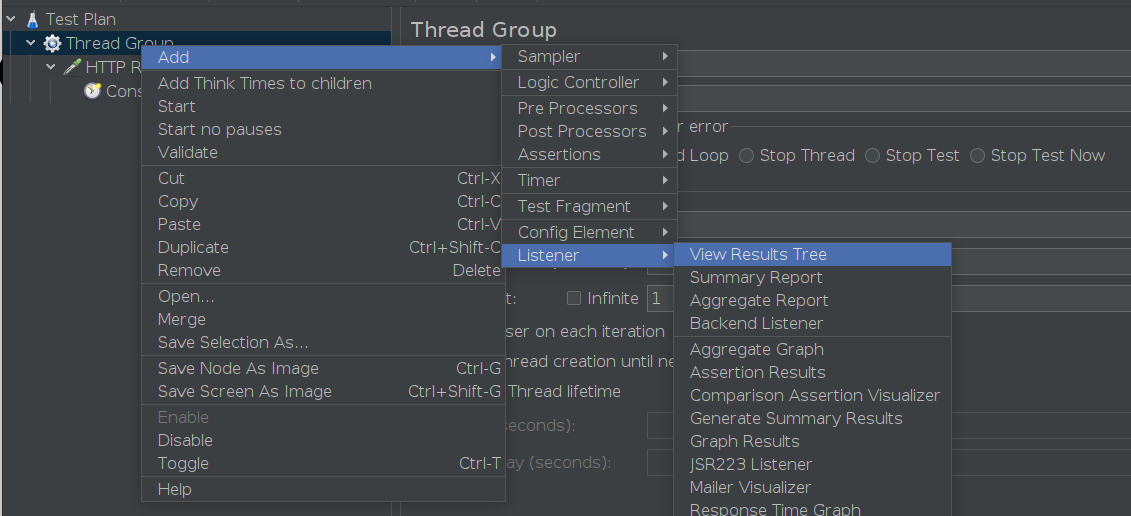 Test Plan
Thread Group
HTTP R
Cons
Add
Add Think Times to children
Start
Start no pauses
Validate
Cut Ctrl-X
Copy Ctrl-C
Paste Ctrl-V
Duplicate Ctrl+Shift-C
Remove Delete
Open...
Merge
Save Selection As...
Save Node As Image Ctrl-G
Save Screen As Image Ctrl+Shift-G
Enable
Disable
Toggle Ctrl-T
Help
Sampler
Logic Controller
Pre Processors
Post Processors
Assertions
Timer
Test Fragment
Config Element
Listener
View Results Tree
Summary Report
Aggregate Report
Backend Listener
Aggregate Graph
Assertion Results
Comparison Assertion Visualizer
Generate Summary Results
Graph Results
JSR223 Listener
Mailer Visualizer
Response Time Graph
Thread Group
r error
d Loop Stop Thread Stop Test Stop Test Now
t: Infinite 1
ser on each iteration
hread creation until ne
Thread lifetime
seconds):
ay (seconds):